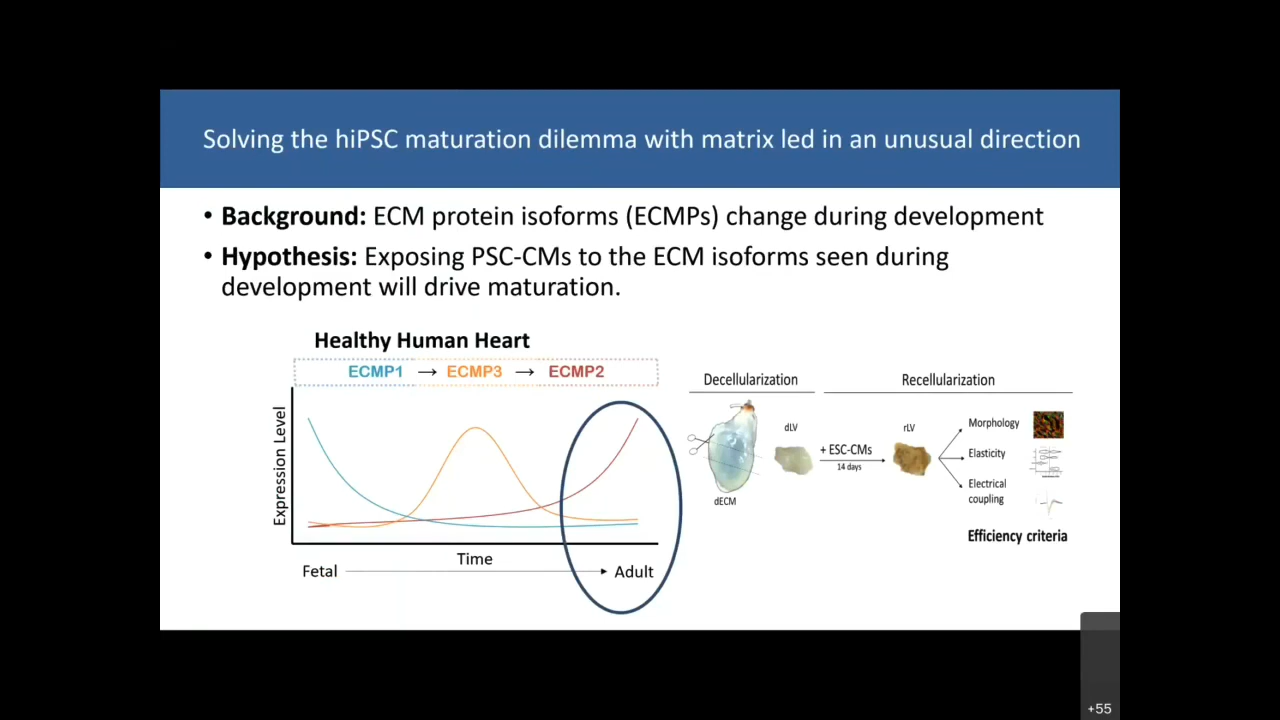 Solving the hiPSC maturation dilemma with matrix led in an unusual direction
• Background: ECM protein isoforms (ECMPs) change during development
• Hypothesis: Exposing PSC-CMs to the ECM isoforms seen during
development will drive maturation.
Healthy Human Heart
ECMP1 → ECMP3 → ECMP2
Expression Level
Time
Fetal
Adult
Decellularization
Recellularization
dLV
rLV
+ ESC-CMs
14 days
dECM
Morphology
Elasticity
Electrical
coupling
Efficiency criteria
+55